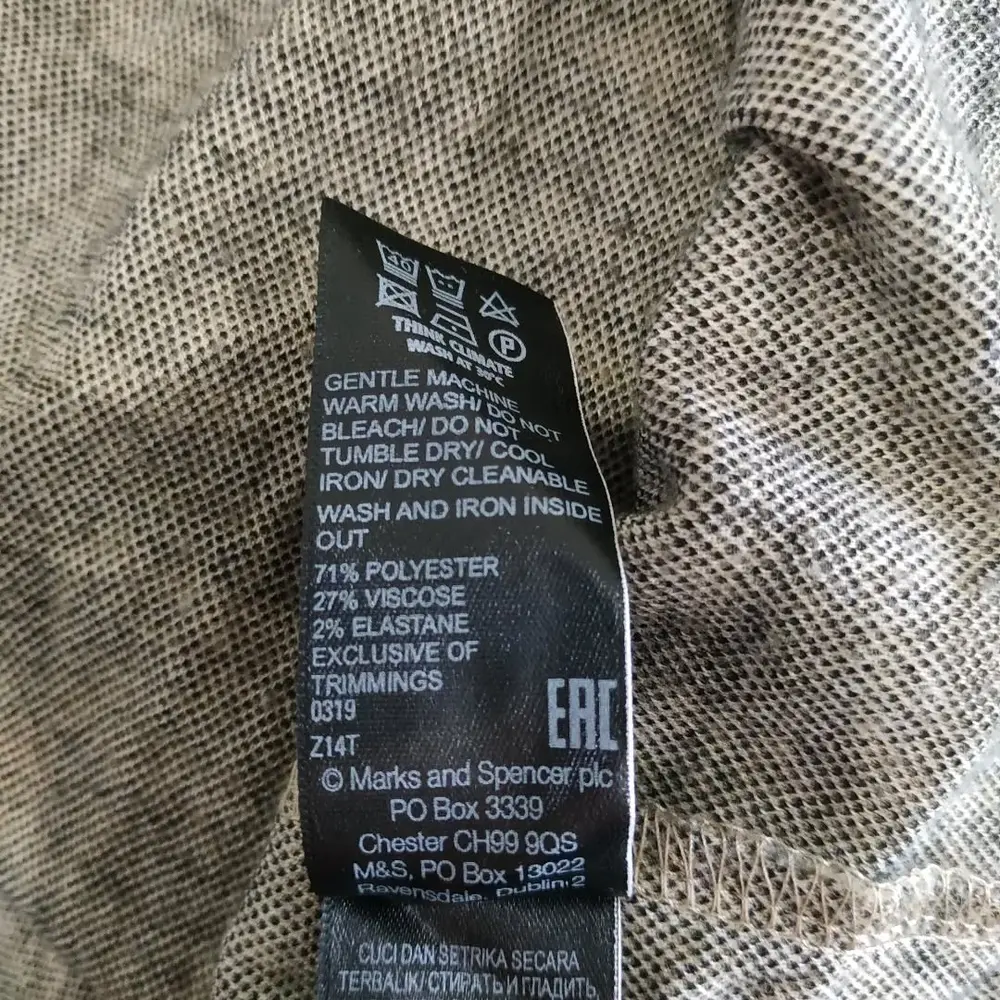 40
P
THINK CLIMATE
WASH AT 30°C
GENTLE MACHINE
WARM WASH/ DO NOT
BLEACH/ DO NOT
TUMBLE DRY/ COOL
IRON/ DRY CLEANABLE
WASH AND IRON INSIDE
OUT
71% POLYESTER
27% VISCOSE
2% ELASTANE
EXCLUSIVE OF
TRIMMINGS
0319
EAC
Z14T
© Marks and Spencer plc
PO Box 3339
Chester CH99 9QS
M&S, PO Box 13022
Ravensdale, Dublin 2
CUCI DAN SETRIKA SECARA
TERBALIK/ СТИРАТЬ И ГЛАДИТЬ